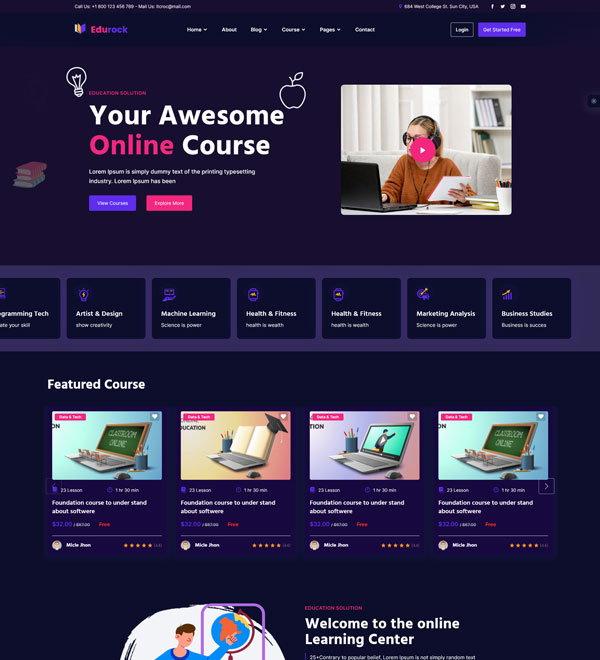 Call Us: +1 800 123 456 789 - Mail Us: Itcroc@mail.com
684 West College St. Sun City, USA
Edurock
Home
About
Blog
Course
Pages
Contact
Login
Get Started Free
EDUCATION SOLUTION
Your Awesome
Online Course
Lorem Ipsum is simply dummy text of the printing typesetting
industry. Lorem Ipsum has been
View Courses
Explore More
ogramming Tech
ate your skill
Artist & Design
show creativity
Machine Learning
Science is power
Health & Fitness
health is wealth
Health & Fitness
health is wealth
Marketing Analysis
Science is power
Business Studies
Business is succes
Featured Course
Data & Tech
ON
CLASSROOM
ONLINE
23 Lesson
1 hr 30 min
Foundation course to under stand
about softwere
$32.00 / $67.00
Free
Micle Jhon
(44)
Data & Tech
UCATION
23 Lesson
1 hr 30 min
Foundation course to under stand
about softwere
$32.00 / $67.00
Free
Micle Jhon
(44)
Data & Tech
ION
23 Lesson
1 hr 30 min
Foundation course to under stand
about softwere
$32.00 / $67.00
Free
Micle Jhon
(44)
Data & Tech
ON
CLASSROOM
ONLINE
23 Lesson
1 hr 30 min
Foundation course to under stand
about softwere
$32.00 / $67.00
Free
Micle Jhon
(44)
EDUCATION SOLUTION
Welcome to the online
Learning Center
25+Contrary to popular belief, Lorem Ipsum is not simply random text